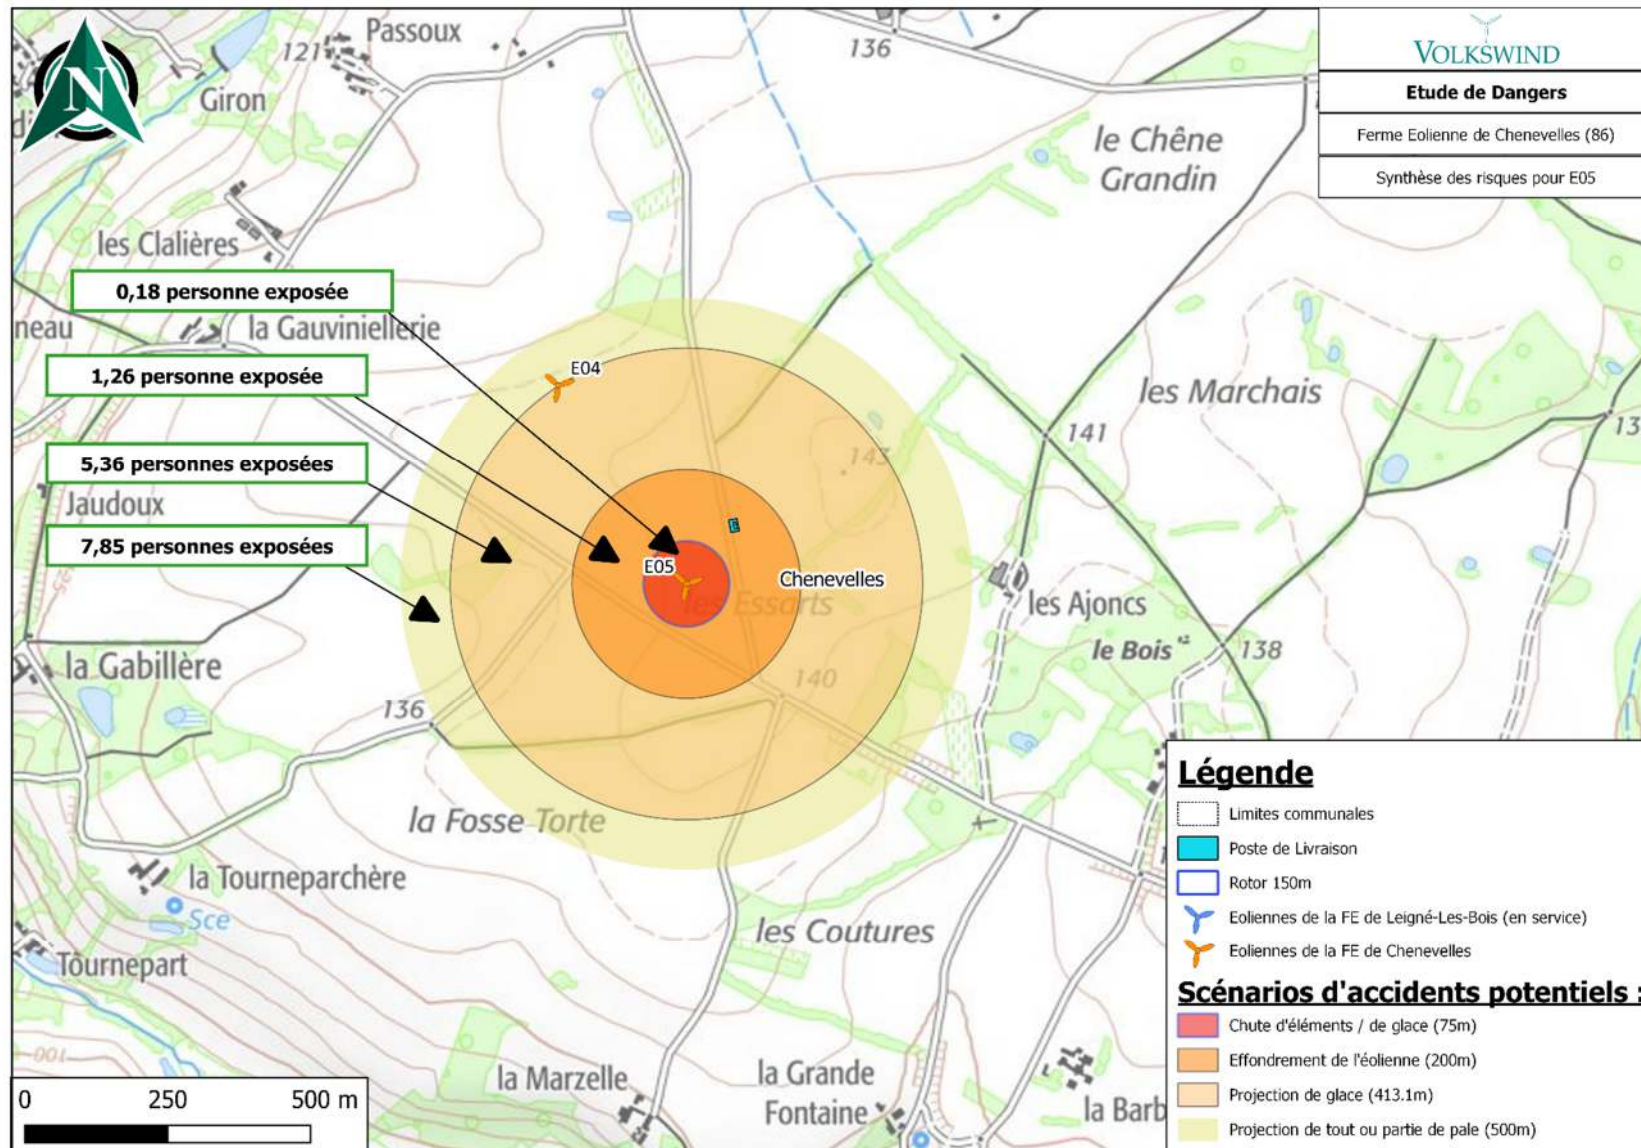 N
VOLKSWIND
Etude de Dangers
Ferme Eolienne de Chenevelles (86)
Synthèse des risques pour E05
Passoux
121
136
Giron
le Chêne
Grandin
les Clalières
0,18 personne exposée
neau
la Gauviniellerie
1,26 personne exposée
E04
les Marchais
141
13
143
5,36 personnes exposées
Jaudoux
7,85 personnes exposées
E05
Chenevelles
les Essarts
les Ajoncs
le Bois
138
la Gabillère
140
136
la Fosse Torte
la Tourneparchère
Sce
les Coutures
Tournepart
la Marzelle
la Grande
Fontaine
la Barb
0 250 500 m
Légende
Limites communales
Poste de Livraison
Rotor 150m
Eoliennes de la FE de Leigné-Les-Bois (en service)
Eoliennes de la FE de Chenevelles
Scénarios d'accidents potentiels :
Chute d'éléments / de glace (75m)
Effondrement de l'éolienne (200m)
Projection de glace (413.1m)
Projection de tout ou partie de pale (500m)